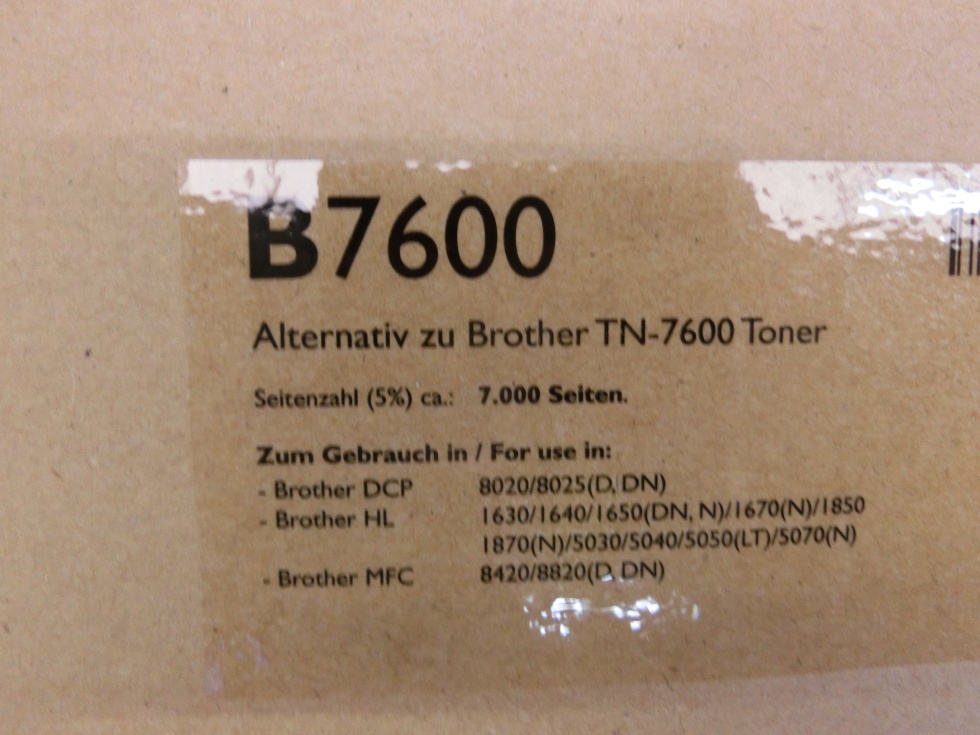 B7600
Alternativ zu Brother TN-7600 Toner
Seitenzahl (5%) ca.: 7.000 Seiten.
Zum Gebrauch in / For use in:
- Brother DCP 8020/8025(D, DN)
- Brother HL 1630/1640/1650(DN, N)/1670(N)/1850
1870(N)/5030/5040/5050(LT)/5070(N)
- Brother MFC 8420/8820(D, DN)